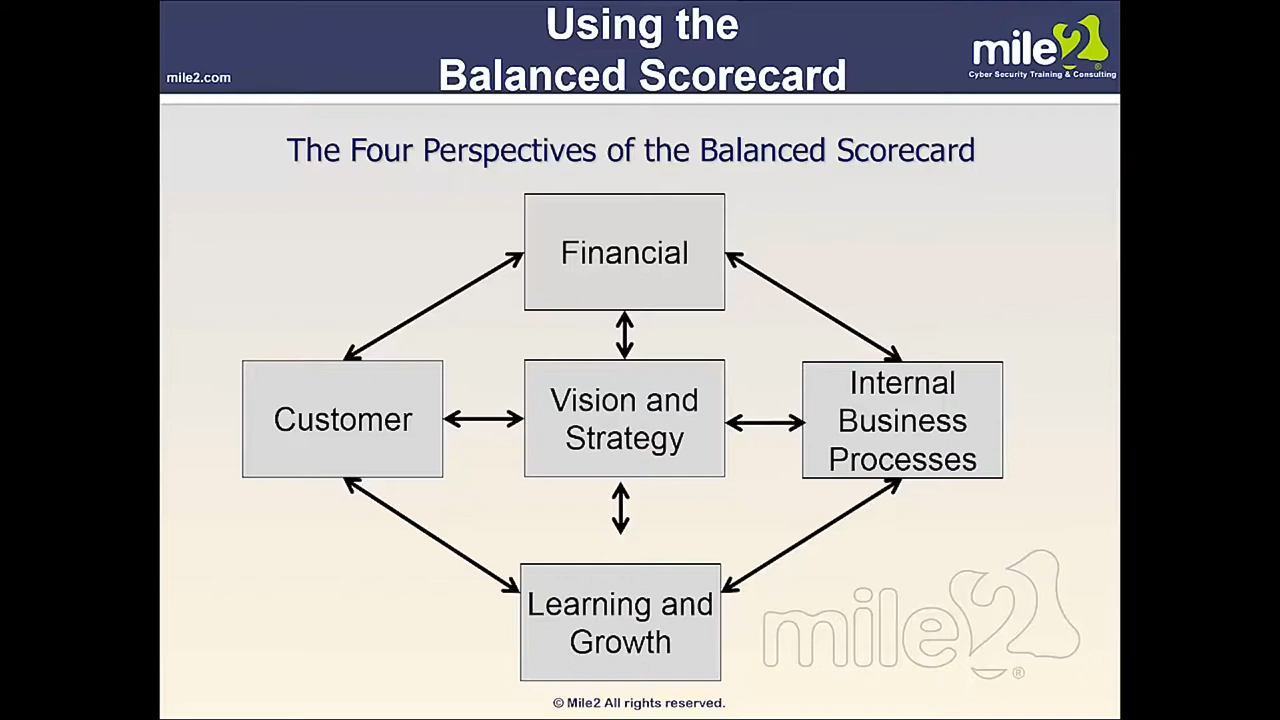 Using the
Balanced Scorecard
mile2.com
mile2®
Cyber Security Training & Consulting
The Four Perspectives of the Balanced Scorecard
Financial
Customer
Vision and
Strategy
Internal
Business
Processes
Learning and
Growth
mile2®
© Mile2 All rights reserved.